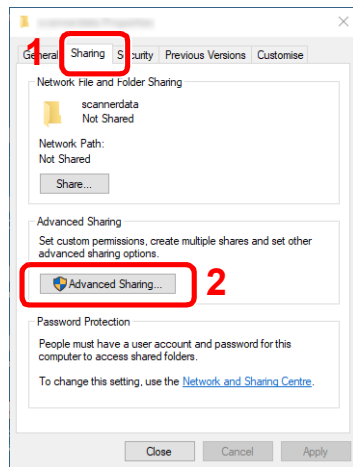 1
General Sharing Security Previous Versions Customise
Network File and Folder Sharing
scannerdata
Not Shared
Network Path:
Not Shared
Share...
Advanced Sharing
Set custom permissions, create multiple shares and set other
advanced sharing options.
Advanced Sharing...
2
Password Protection
People must have a user account and password for this
computer to access shared folders.
To change this setting, use the Network and Sharing Centre.
Close Cancel Apply